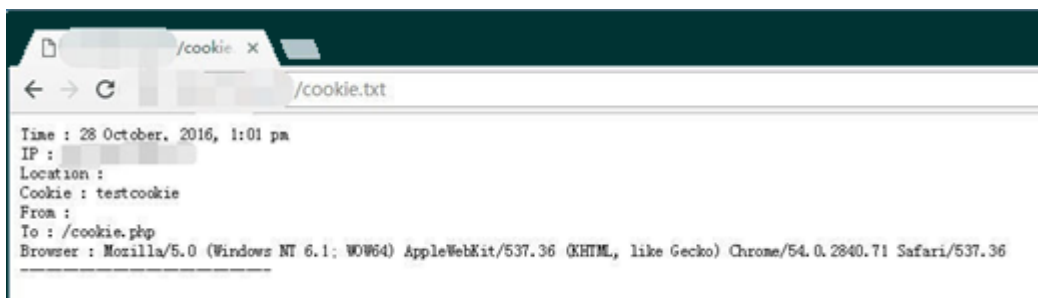 /cookie
/cookie.txt
Time : 28 October, 2016, 1:01 pm
IP :
Location :
Cookie : testcookie
From :
To : /cookie.php
Browser : Mozilla/5.0 (Windows NT 6.1; WOW64) AppleWebKit/537.36 (KHTML, like Gecko) Chrome/54.0.2840.71 Safari/537.36
------------------------------